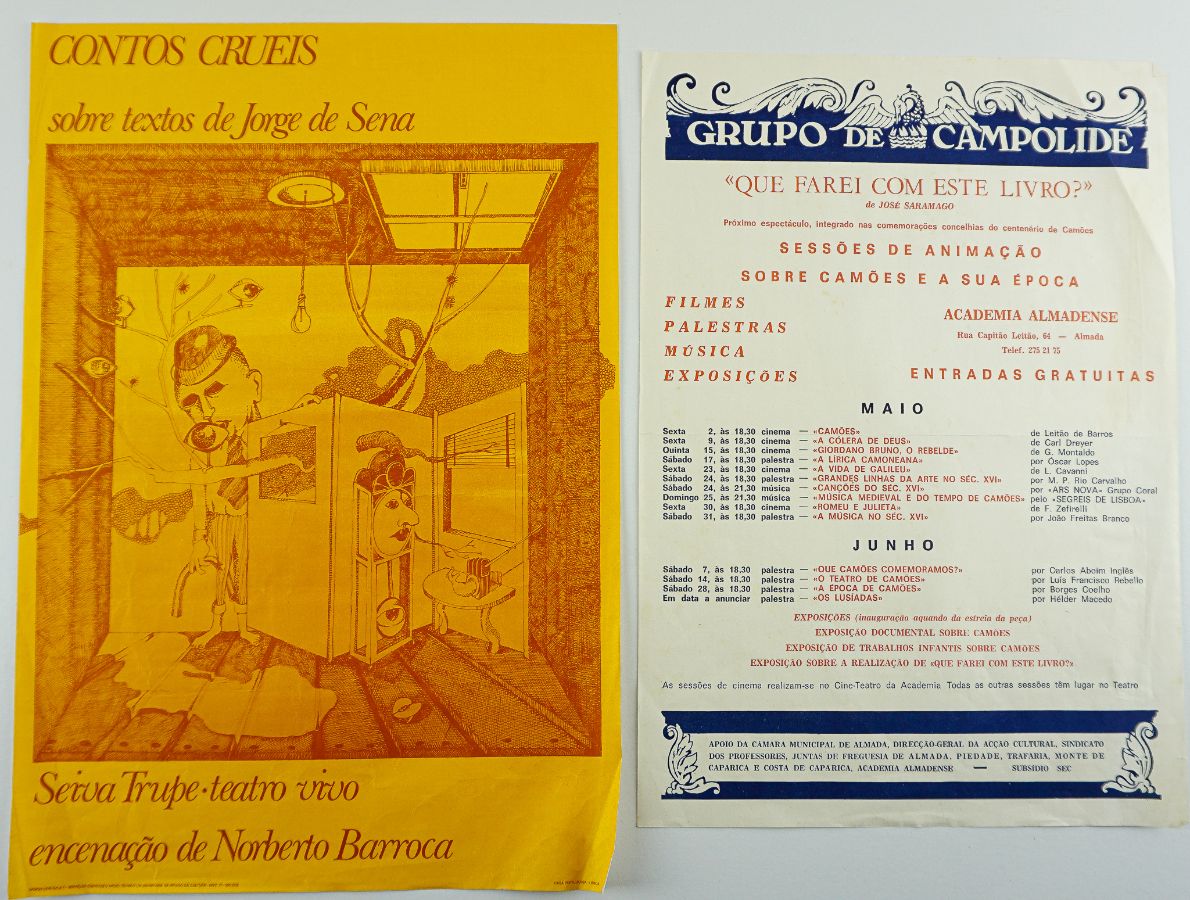 CONTOS CRUEIS
sobre textos de Jorge de Sena
Seiva Trupe·teatro vivo
encenação de Norberto Barroca
GRUPO DE CAMPOLIDE
«QUE FAREI COM ESTE LIVRO?»
de JOSÉ SARAMAGO
Próximo espectáculo, integrado nas comemorações concelhias do centenário de Camões
SESSÕES DE ANIMAÇÃO
SOBRE CAMÕES E A SUA ÉPOCA
FILMES
PALESTRAS
MÚSICA
EXPOSIÇÕES
ACADEMIA ALMADENSE
Rua Capitão Leitão, 64 — Almada
Telef. 275 21 75
ENTRADAS GRATUITAS
MAIO
Sexta 2, às 18,30 cinema — «CAMÕES» de Leitão de Barros
Sexta 9, às 18,30 cinema — «A CÓLERA DE DEUS» de Carl Dreyer
Quinta 15, às 18,30 cinema — «GIORDANO BRUNO, O REBELDE» de G. Montaldo
Sábado 17, às 18,30 palestra — «A LÍRICA CAMONEANA» por Óscar Lopes
Sexta 23, às 18,30 cinema — «A VIDA DE GALILEU» de L. Cavanni
Sábado 24, às 18,30 palestra — «GRANDES LINHAS DA ARTE NO SÉC. XVI» por M. P. Rio Carvalho
Sábado 24, às 21,30 música — «CANÇÕES DO SÉC. XVI» por «ARS NOVA» Grupo Coral
Domingo 25, às 21,30 música — «MÚSICA MEDIEVAL E DO TEMPO DE CAMÕES» pelo «SEGREIS DE LISBOA»
Sexta 30, às 18,30 cinema — «ROMEU E JULIETA» de F. Zefirelli
Sábado 31, às 18,30 palestra — «A MÚSICA NO SÉC. XVI» por João Freitas Branco
JUNHO
Sábado 7, às 18,30 palestra — «QUE CAMÕES COMEMORAMOS?» por Carlos Aboim Inglês
Sábado 14, às 18,30 palestra — «O TEATRO DE CAMÕES» por Luís Francisco Rebello
Sábado 28, às 18,30 palestra — «A ÉPOCA DE CAMÕES» por Borges Coelho
Em data a anunciar palestra — «OS LUSÍADAS» por Hélder Macedo
EXPOSIÇÕES (inauguração aquando da estreia da peça)
EXPOSIÇÃO DOCUMENTAL SOBRE CAMÕES
EXPOSIÇÃO DE TRABALHOS INFANTIS SOBRE CAMÕES
EXPOSIÇÃO SOBRE A REALIZAÇÃO DE «QUE FAREI COM ESTE LIVRO?»
As sessões de cinema realizam-se no Cine-Teatro da Academia Todas as outras sessões têm lugar no Teatro
APOIO DA CÂMARA MUNICIPAL DE ALMADA, DIRECÇÃO-GERAL DA ACÇÃO CULTURAL, SINDICATO
DOS PROFESSORES, JUNTAS DE FREGUESIA DE ALMADA, PIEDADE, TRAFARIA, MONTE DE
CAPARICA E COSTA DE CAPARICA, ACADEMIA ALMADENSE — SUBSÍDIO SEC